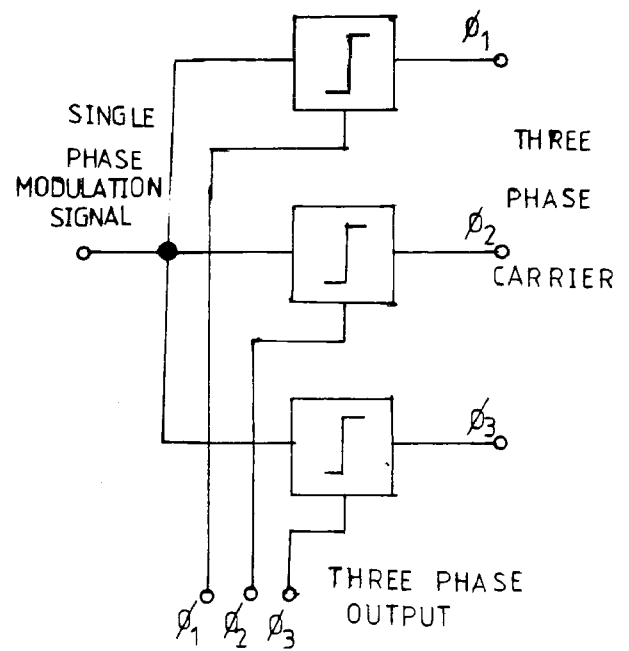 Ø1
SINGLE
PHASE
MODULATION
SIGNAL
THREE
PHASE
CARRIER
Ø2
Ø3
THREE PHASE
OUTPUT
Ø1 Ø2 Ø3